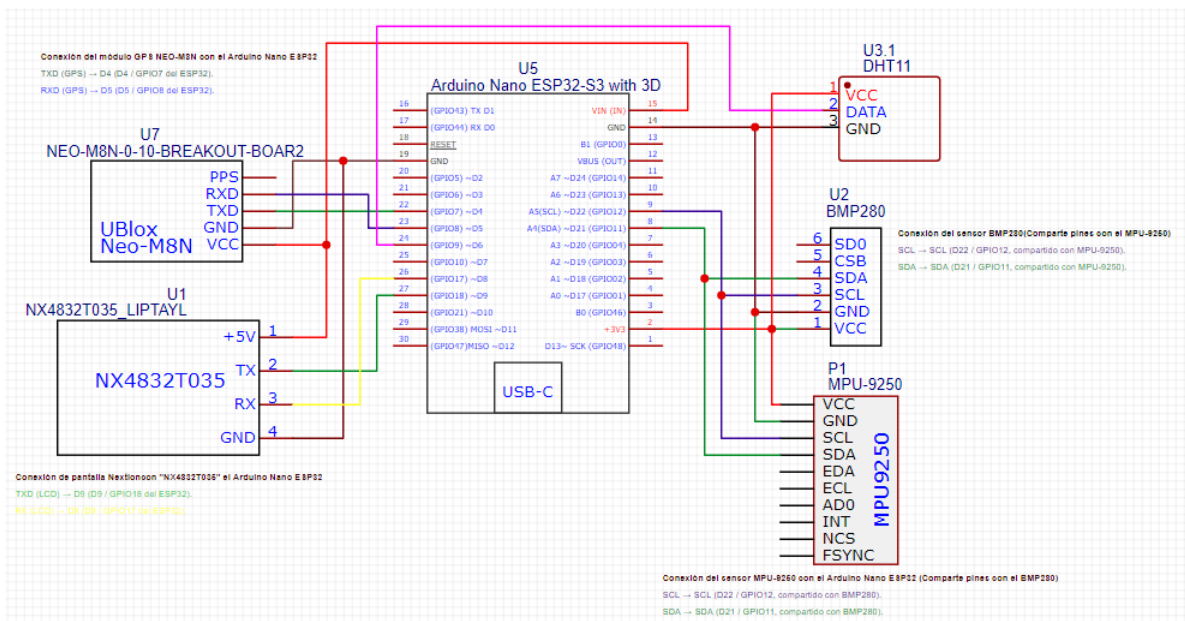 Conexión del módulo GPS NEO-M8N con el Arduino Nano ESP32
TXD (GPS) → D4 (D4 / GPIO7 del ESP32).
RXD (GPS) → D5 (D5 / GPIO8 del ESP32).
U7
NEO-M8N-0-10-BREAKOUT-BOAR2
PPS
RXD
TXD
GND
VCC
UBlox
Neo-M8N
U1
NX4832T035_LIPTAYL
NX4832T035
+5V 1
TX 2
RX 3
GND 4
Conexión de pantalla Nextionoon "NX4832T035" el Arduino Nano ESP32
TXD (LCD) → D9 (D9 / GPIO18 del ESP32).
U5
Arduino Nano ESP32-S3 with 3D
16 (GPIO43) TX D1
17 (GPIO44) RX D0
18 RESET
19 GND
20 (GPIO5) ~D2
21 (GPIO6) ~D3
22 (GPIO7) ~D4
23 (GPIO8) ~D5
24 (GPIO9) ~D6
25 (GPIO10) ~D7
26 (GPIO17) ~D8
27 (GPIO18) ~D9
28 (GPIO21) ~D10
29 (GPIO38) MOSI ~D11
30 (GPIO47)MISO ~D12
VIN (IN) 15
GND 14
B1 (GPIO0) 13
VBUS (OUT) 12
A7 ~D24 (GPIO14) 11
A6 ~D23 (GPIO13) 10
A5(SCL) ~D22 (GPIO12) 9
A4(SDA) ~D21 (GPIO11) 8
A3 ~D20 (GPIO04) 7
A2 ~D19 (GPIO03) 6
A1 ~D18 (GPIO02) 5
A0 ~D17 (GPIO01) 4
B0 (GPIO46) 3
+3V3 2
D13~ SCK (GPIO48) 1
USB-C
U3.1
DHT11
1 VCC
2 DATA
3 GND
U2
BMP280
6 SD0
5 CSB
4 SDA
3 SCL
2 GND
1 VCC
Conexión del sensor BMP280(Comparte pines con el MPU-9250)
SCL → SCL (D22 / GPIO12, compartido con MPU-9250).
SDA → SDA (D21 / GPIO11, compartido con MPU-9250).
P1
MPU-9250
VCC
GND
SCL
SDA
EDA
ECL
AD0
INT
NCS
FSYNC
MPU9250
Conexión del sensor MPU-9250 con el Arduino Nano ESP32 (Comparte pines con el BMP280)
SCL → SCL (D22 / GPIO12, compartido con BMP280).
SDA → SDA (D21 / GPIO11, compartido con BMP280).